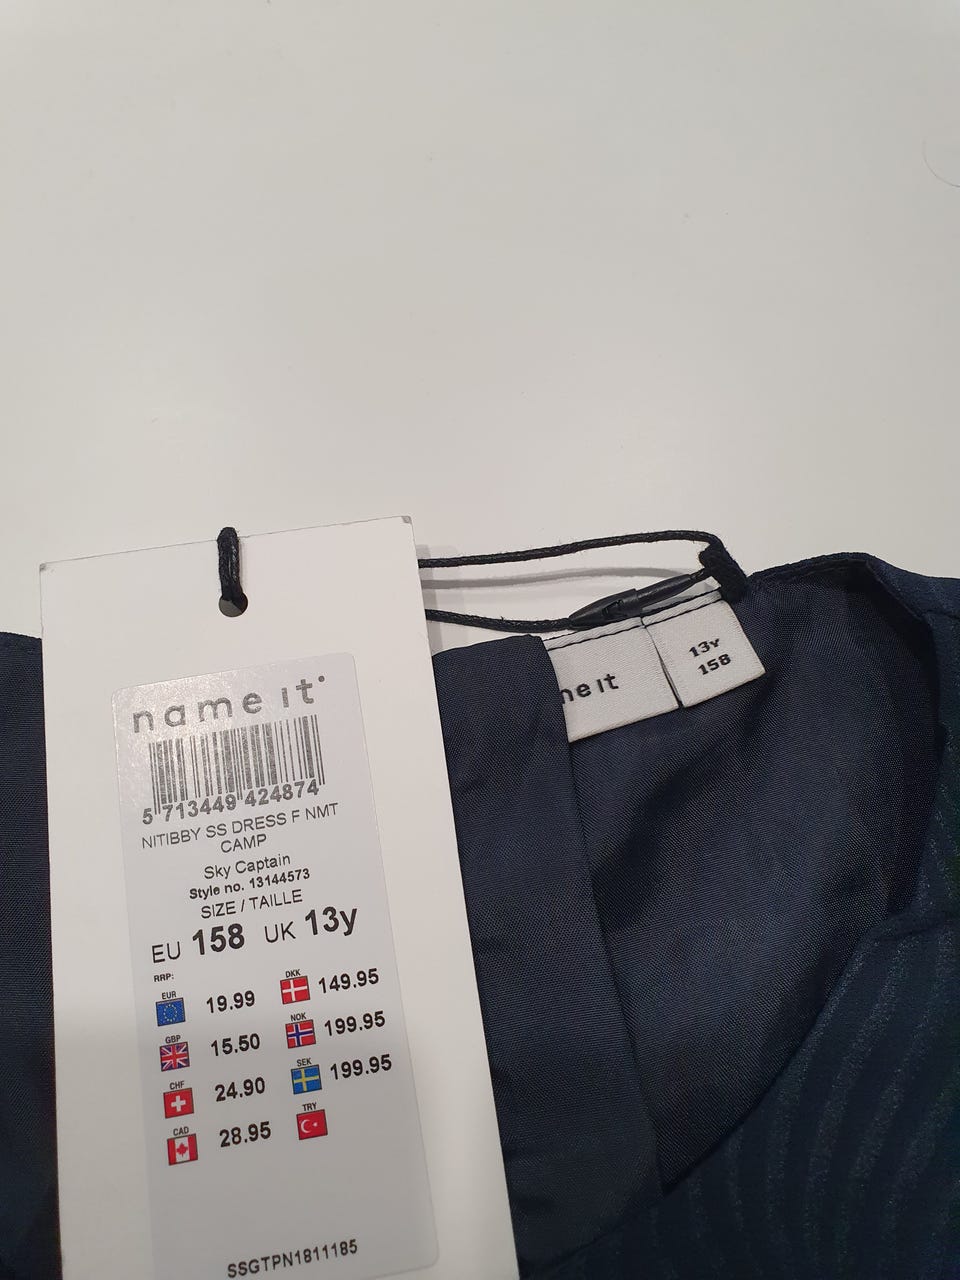 name it
5 713449 424874
NITIBBY SS DRESS F NMT
CAMP
Sky Captain
Style no. 13144573
SIZE / TAILLE
EU 158 UK 13y
RRP:
EUR 19.99 DKK 149.95
GBP 15.50 NOK 199.95
CHF 24.90 SEK 199.95
CAD 28.95 TRY
SSGTPN1811185
ne it
13Y
158